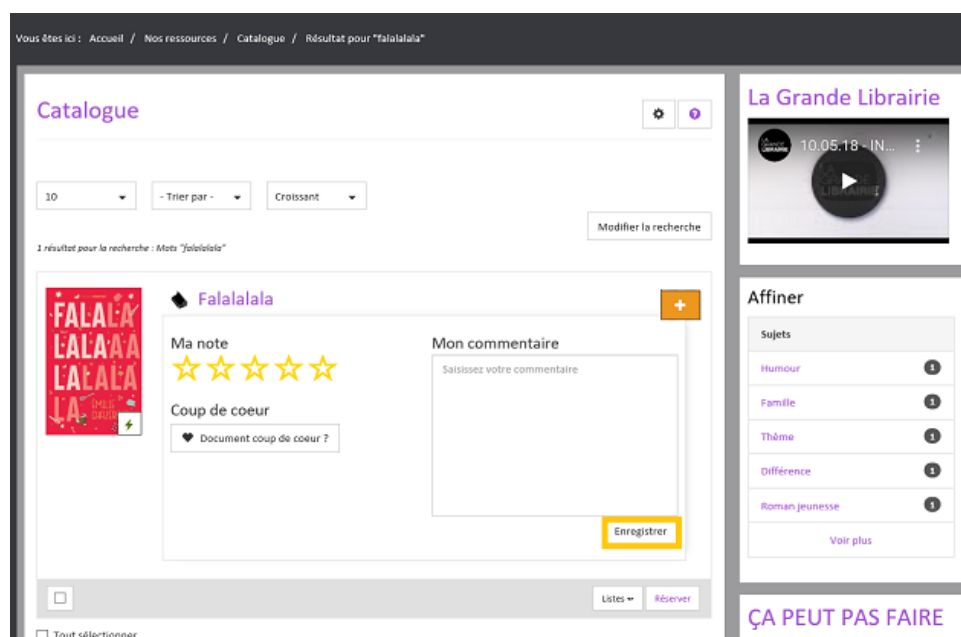 Vous êtes ici : Accueil / Nos ressources / Catalogue / Résultat pour "falalalala"
Catalogue
10
- Trier par -
Croissant
Modifier la recherche
1 résultat pour la recherche : Mots "falalalala"
FALALA
LALAAA
LALALA
LA
Falalalala
+
Ma note
Coup de coeur
Document coup de coeur ?
Mon commentaire
Saisissez votre commentaire
Enregistrer
Listes
Réserver
Tout sélectionner
La Grande Librairie
10.05.18 - IN...
Affiner
Sujets
Humour 1
Famille 1
Thème 1
Différence 1
Roman jeunesse 1
Voir plus
ÇA PEUT PAS FAIRE